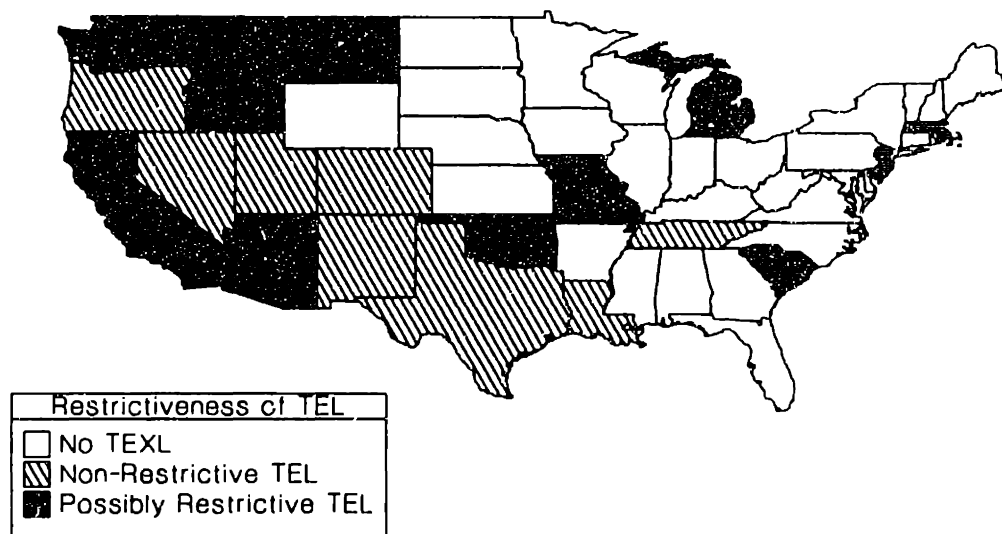 Restrictiveness cf TEL
No TEXL
Non-Restrictive TEL
Possibly Restrictive TEL